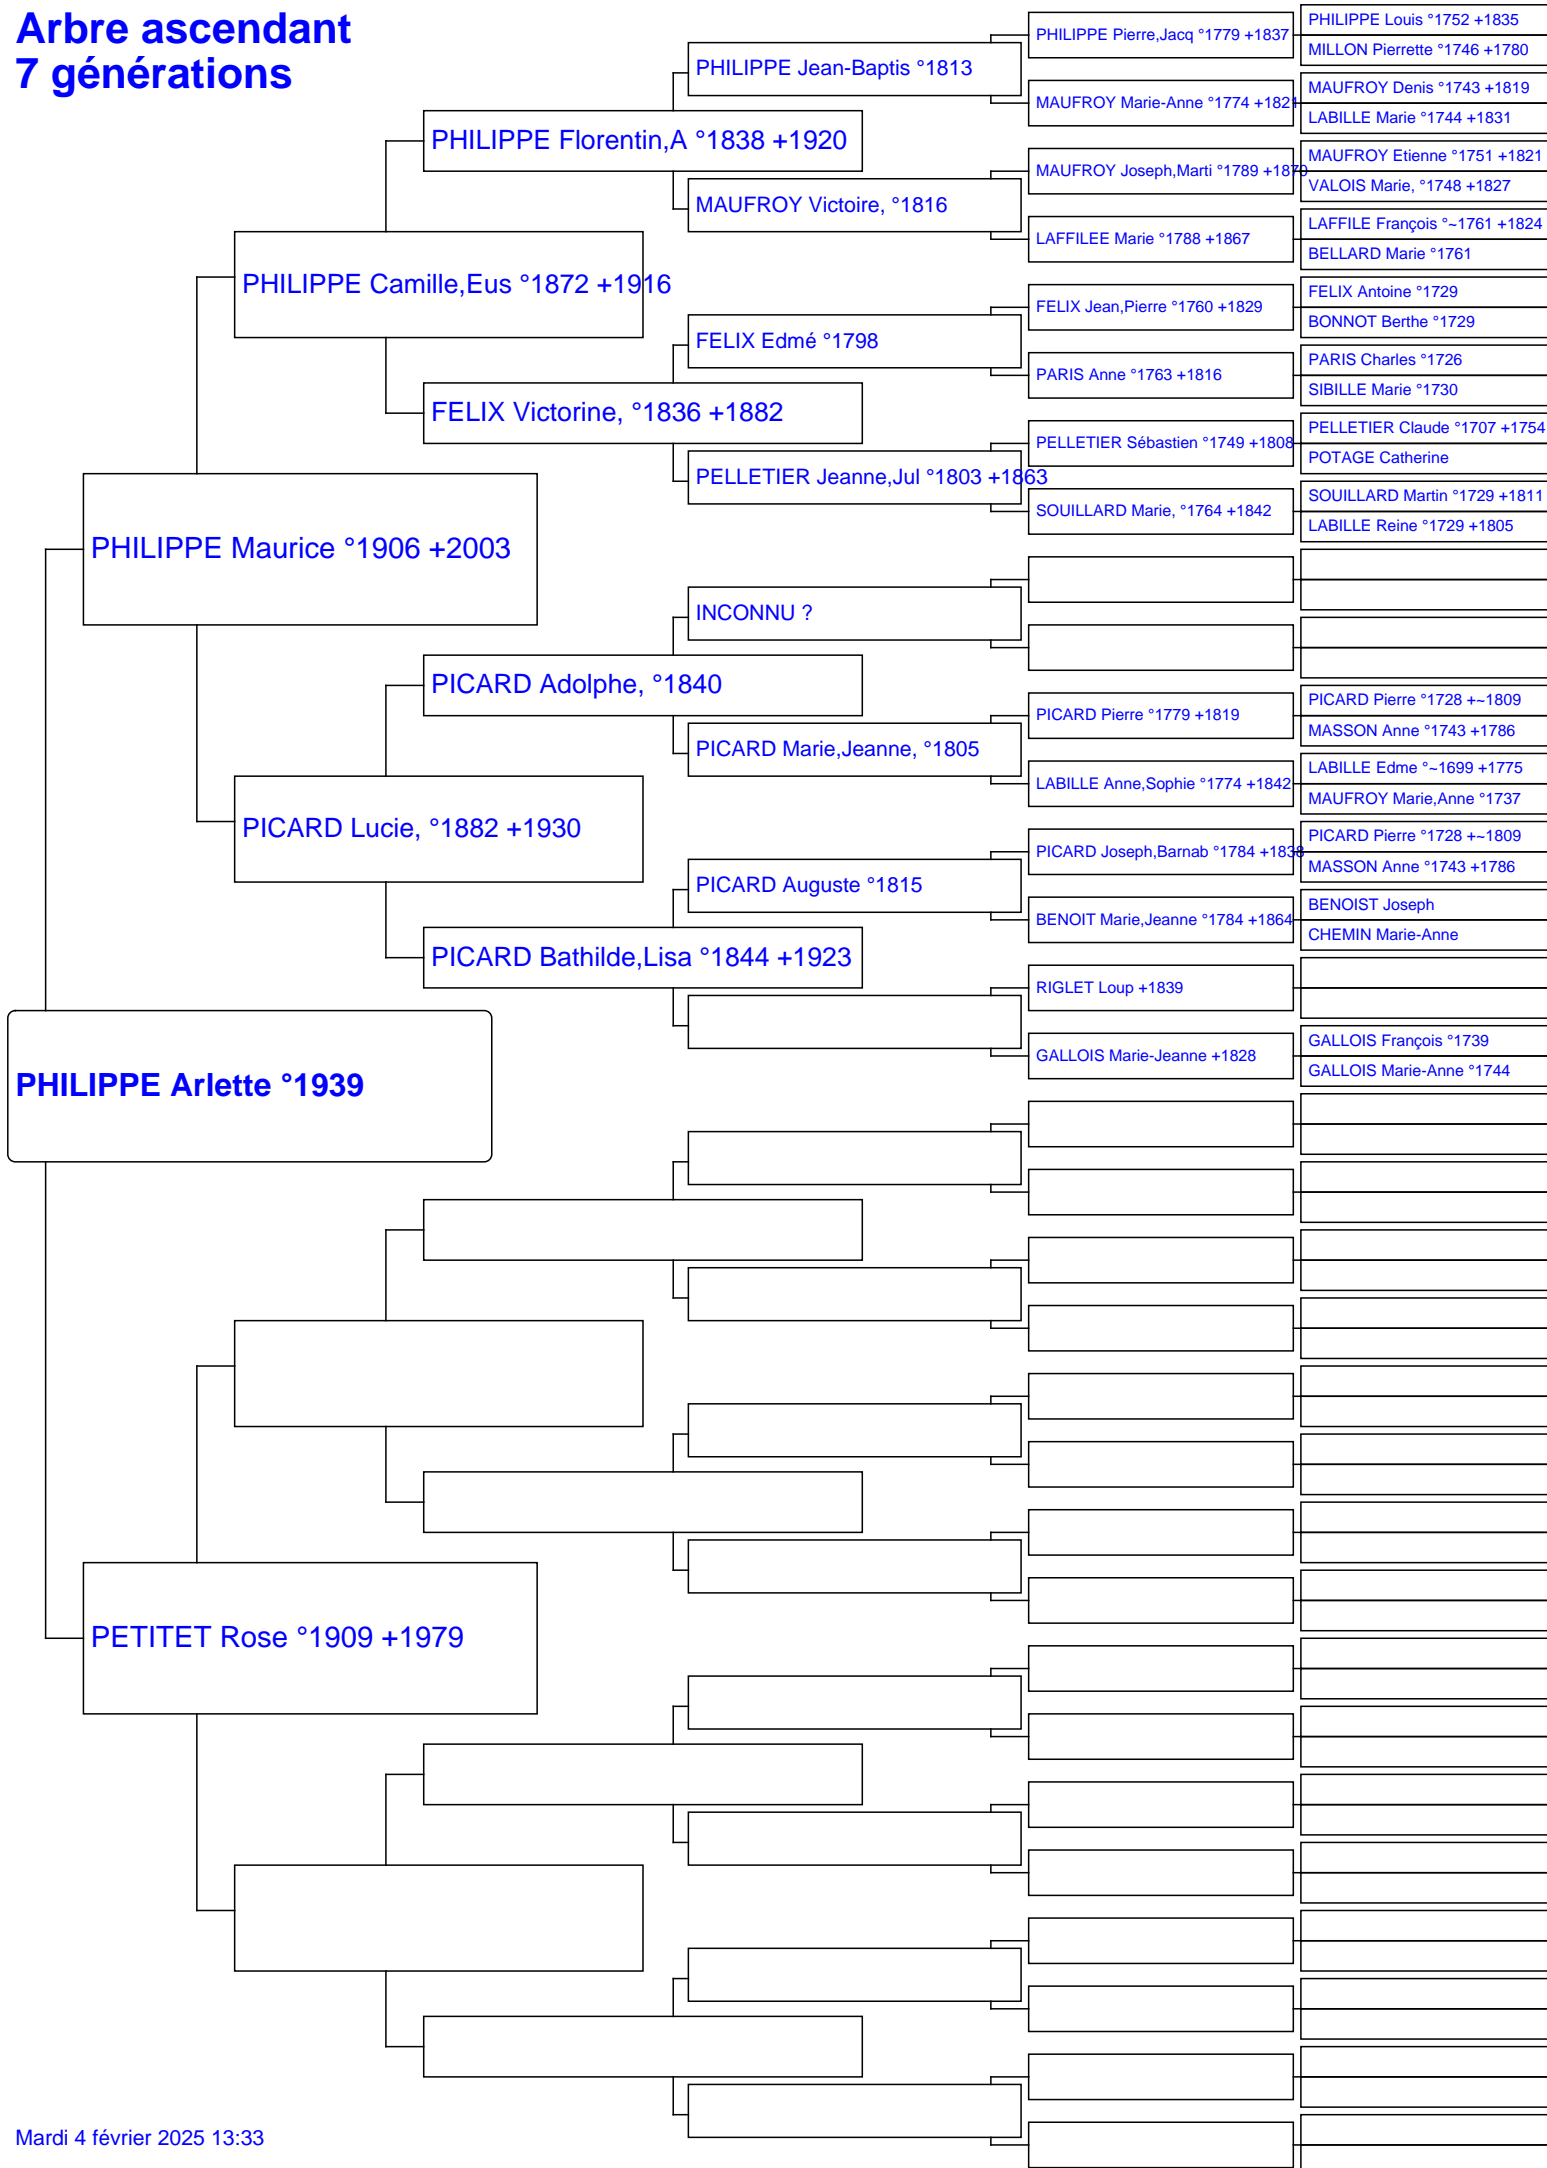 Arbre ascendant
7 générations
PHILIPPE Arlette °1939
PHILIPPE Maurice °1906 +2003
PETITET Rose °1909 +1979
PHILIPPE Camille,Eus °1872 +1916
PICARD Lucie, °1882 +1930
PHILIPPE Florentin,A °1838 +1920
FELIX Victorine, °1836 +1882
PICARD Adolphe, °1840
PICARD Bathilde,Lisa °1844 +1923
PHILIPPE Jean-Baptis °1813
MAUFROY Victoire, °1816
FELIX Edmé °1798
PELLETIER Jeanne,Jul °1803 +1863
INCONNU ?
PICARD Marie,Jeanne, °1805
PICARD Auguste °1815
PHILIPPE Pierre,Jacq °1779 +1837
MAUFROY Marie-Anne °1774 +1821
MAUFROY Joseph,Marti °1789 +1870
LAFFILEE Marie °1788 +1867
FELIX Jean,Pierre °1760 +1829
PARIS Anne °1763 +1816
PELLETIER Sébastien °1749 +1808
SOUILLARD Marie, °1764 +1842
PICARD Pierre °1779 +1819
LABILLE Anne,Sophie °1774 +1842
PICARD Joseph,Barnab °1784 +1838
BENOIT Marie,Jeanne °1784 +1864
RIGLET Loup +1839
GALLOIS Marie-Jeanne +1828
PHILIPPE Louis °1752 +1835
MILLON Pierrette °1746 +1780
MAUFROY Denis °1743 +1819
LABILLE Marie °1744 +1831
MAUFROY Etienne °1751 +1821
VALOIS Marie, °1748 +1827
LAFFILE François °~1761 +1824
BELLARD Marie °1761
FELIX Antoine °1729
BONNOT Berthe °1729
PARIS Charles °1726
SIBILLE Marie °1730
PELLETIER Claude °1707 +1754
POTAGE Catherine
SOUILLARD Martin °1729 +1811
LABILLE Reine °1729 +1805
PICARD Pierre °1728 +~1809
MASSON Anne °1743 +1786
LABILLE Edme °~1699 +1775
MAUFROY Marie,Anne °1737
PICARD Pierre °1728 +~1809
MASSON Anne °1743 +1786
BENOIST Joseph
CHEMIN Marie-Anne
GALLOIS François °1739
GALLOIS Marie-Anne °1744
Mardi 4 février 2025 13:33